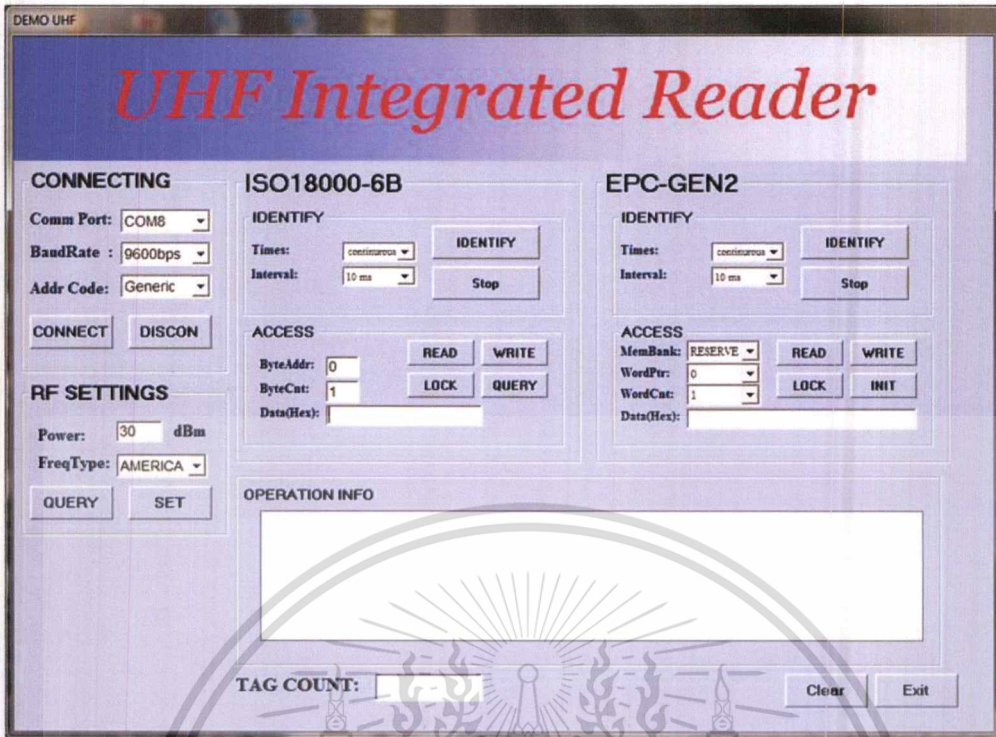 DEMO UHF
UHF Integrated Reader
CONNECTING
Comm Port: COM8
BaudRate : 9600bps
Addr Code: Generic
CONNECT DISCON
RF SETTINGS
Power: 30 dBm
FreqType: AMERICA
QUERY SET
ISO18000-6B
IDENTIFY
Times: continuous IDENTIFY
Interval: 10 ms Stop
ACCESS
ByteAddr: 0 READ WRITE
ByteCnt: 1 LOCK QUERY
Data(Hex):
EPC-GEN2
IDENTIFY
Times: continuous IDENTIFY
Interval: 10 ms Stop
ACCESS
MemBank: RESERVE READ WRITE
WordPtr: 0
WordCnt: 1 LOCK INIT
Data(Hex):
OPERATION INFO
TAG COUNT: Clear Exit